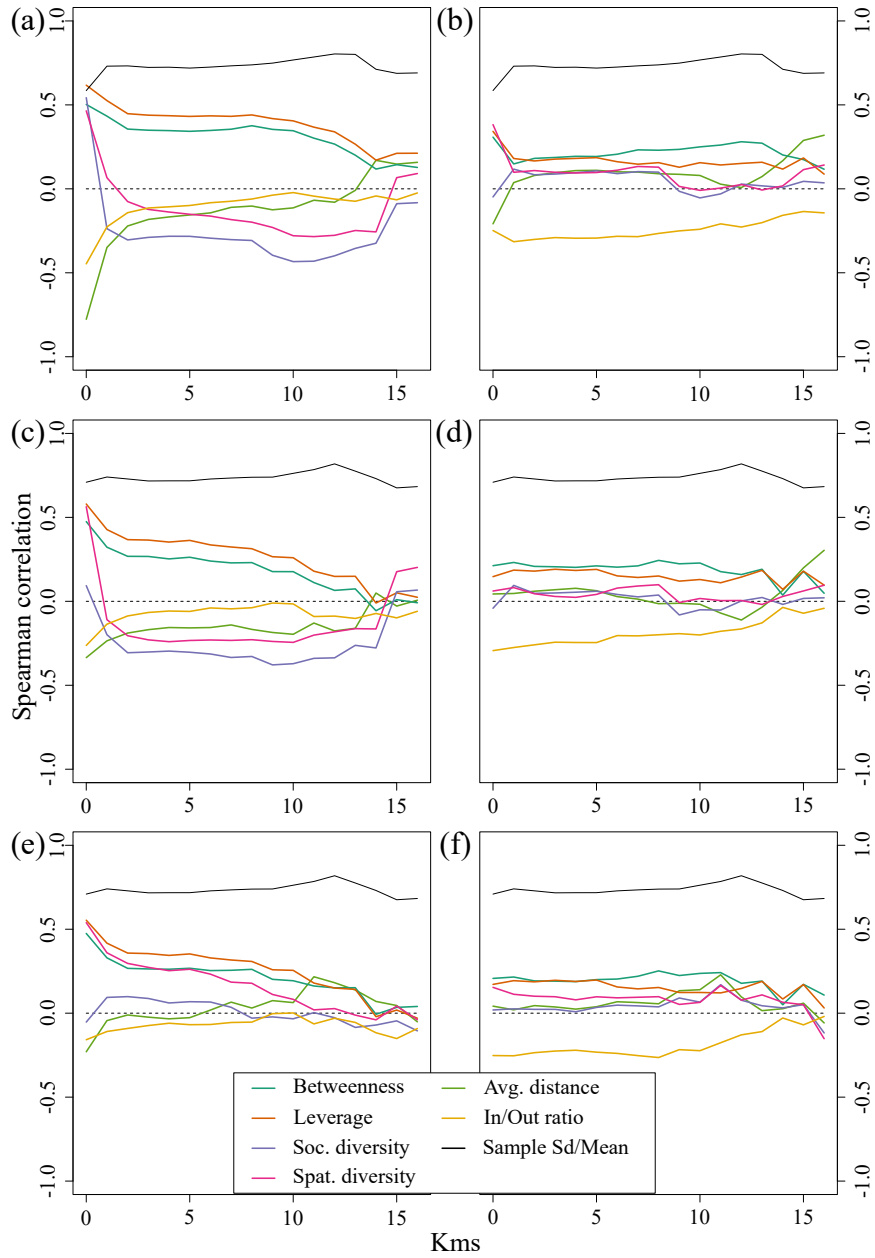 (a)
(b)
1.0
0.5
0.0
-0.5
-1.0
1.0
0.5
0.0
-0.5
-1.0
0 5 10 15
0 5 10 15
(c)
(d)
1.0
0.5
0.0
-0.5
-1.0
1.0
0.5
0.0
-0.5
-1.0
Spearman correlation
0 5 10 15
0 5 10 15
(e)
(f)
1.0
0.5
0.0
-0.5
-1.0
1.0
0.5
0.0
-0.5
-1.0
Betweenness
Leverage
Soc. diversity
Spat. diversity
Avg. distance
In/Out ratio
Sample Sd/Mean
0 5 10 15
0 5 10 15
Kms